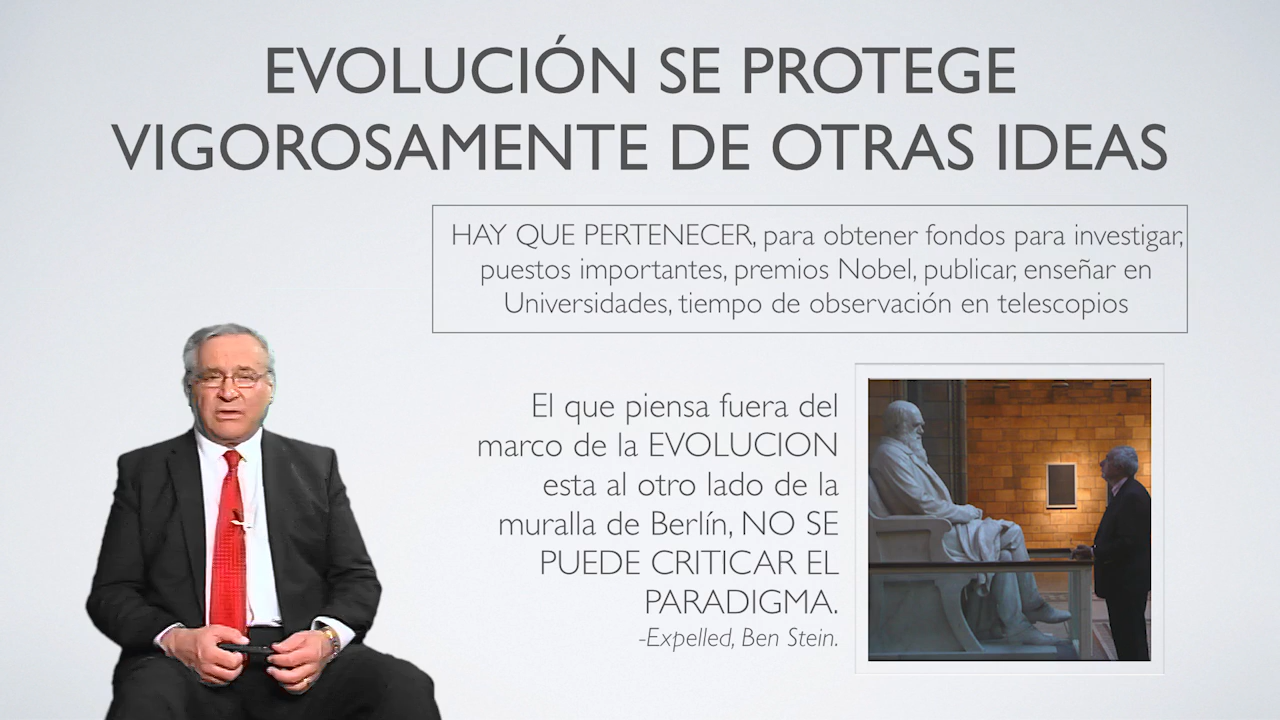 EVOLUCIÓN SE PROTEGE
VIGOROSAMENTE DE OTRAS IDEAS
HAY QUE PERTENECER, para obtener fondos para investigar,
puestos importantes, premios Nobel, publicar, enseñar en
Universidades, tiempo de observación en telescopios
El que piensa fuera del
marco de la EVOLUCION
esta al otro lado de la
muralla de Berlín, NO SE
PUEDE CRITICAR EL
PARADIGMA.
-Expelled, Ben Stein.